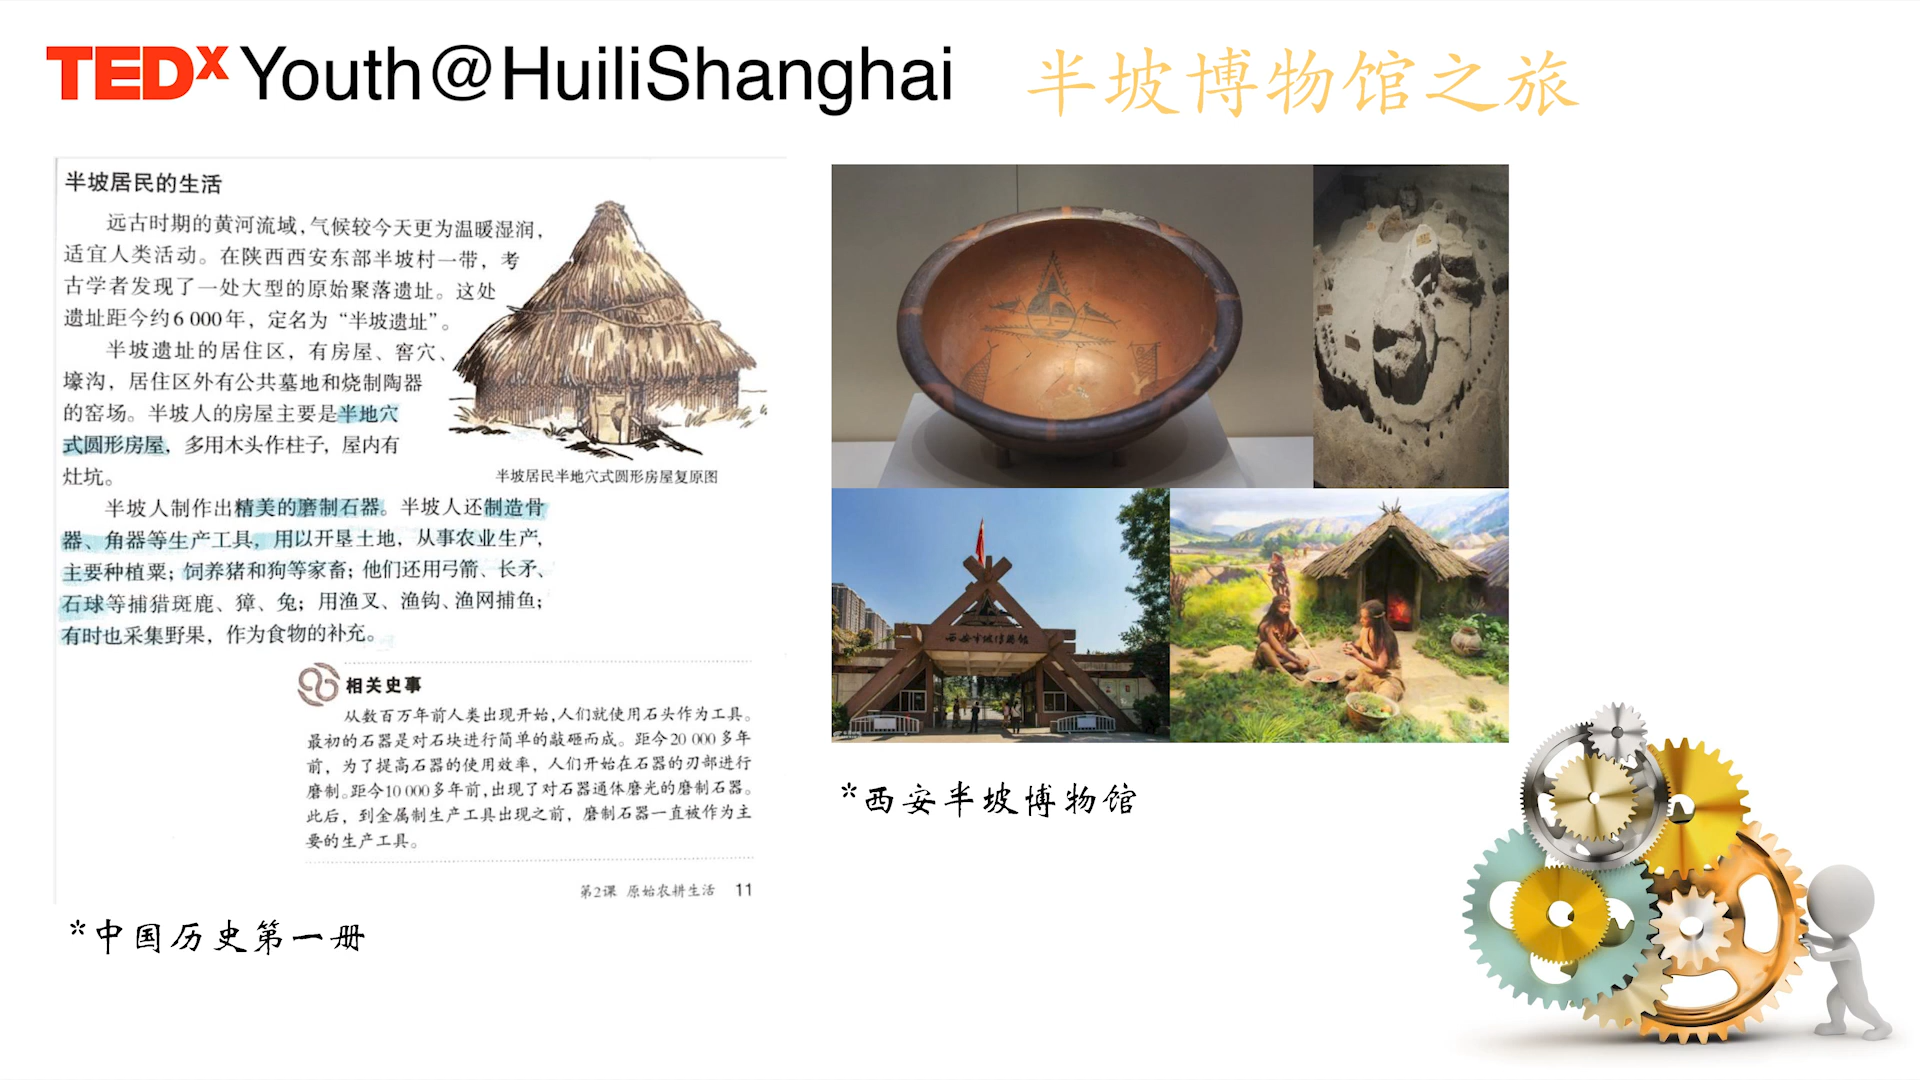 TEDx Youth@HuiliShanghai
半坡博物馆之旅
半坡居民的生活
远古时期的黄河流域，气候较今天更为温暖湿润，
适宜人类活动。在陕西西安东部半坡村一带，考
古学者发现了一处大型的原始聚落遗址。这处
遗址距今约6 000年，定名为“半坡遗址”。
半坡遗址的居住区，有房屋、窖穴、
壕沟，居住区外有公共墓地和烧制陶器
的窑场。半坡人的房屋主要是半地穴
式圆形房屋，多用木头作柱子，屋内有
灶坑。
半坡居民半地穴式圆形房屋复原图
半坡人制作出精美的磨制石器。半坡人还制造骨
器、角器等生产工具，用以开垦土地，从事农业生产，
主要种植粟；饲养猪和狗等家畜；他们还用弓箭、长矛、
石球等捕猎斑鹿、獐、兔；用渔叉、渔钩、渔网捕鱼；
有时也采集野果，作为食物的补充。
相关史事
从数百万年前人类出现开始，人们就使用石头作为工具。
最初的石器是对石块进行简单的敲砸而成。距今20 000多年
前，为了提高石器的使用效率，人们开始在石器的刃部进行
磨制。距今10 000多年前，出现了对石器通体磨光的磨制石器。
此后，到金属制生产工具出现之前，磨制石器一直被作为主
要的生产工具。
第2课 原始农耕生活 11
*中国历史第一册
西安半坡博物馆
*西安半坡博物馆